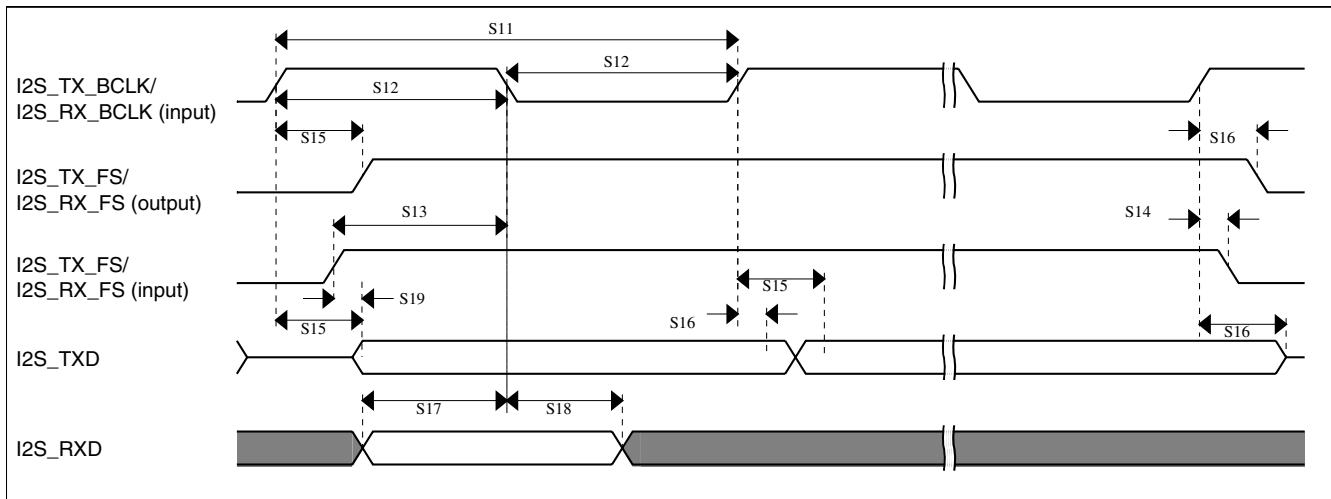 S11
I2S_TX_BCLK/
I2S_RX_BCLK (input)
S12
S12
S15
S16
I2S_TX_FS/
I2S_RX_FS (output)
S13
S14
I2S_TX_FS/
I2S_RX_FS (input)
S19
S15
S15
S16
S16
I2S_TXD
S17
S18
I2S_RXD